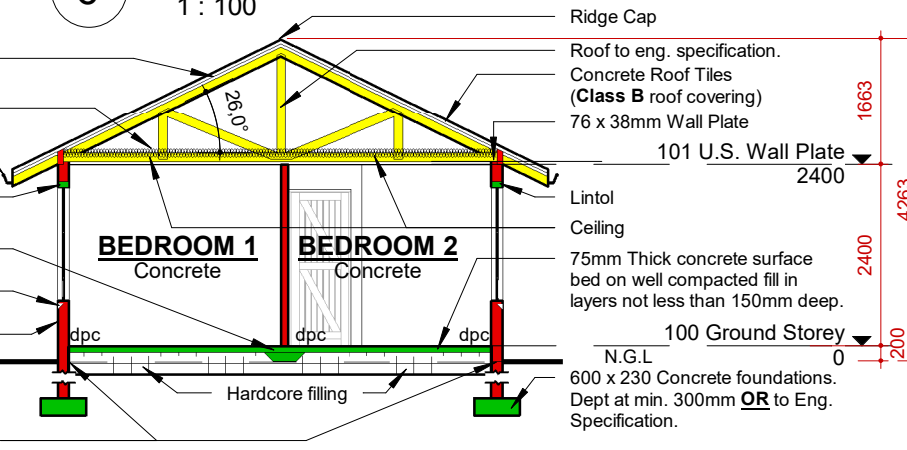 1 : 100
Ridge Cap
Roof to eng. specification.
Concrete Roof Tiles
(Class B roof covering)
76 x 38mm Wall Plate
101 U.S. Wall Plate
2400
Lintol
Ceiling
75mm Thick concrete surface
bed on well compacted fill in
layers not less than 150mm deep.
100 Ground Storey
N.G.L
0
600 x 230 Concrete foundations.
Dept at min. 300mm OR to Eng.
Specification.
26,0°
BEDROOM 1
Concrete
BEDROOM 2
Concrete
dpc
dpc
dpc
Hardcore filling
1663
2400
200
4263